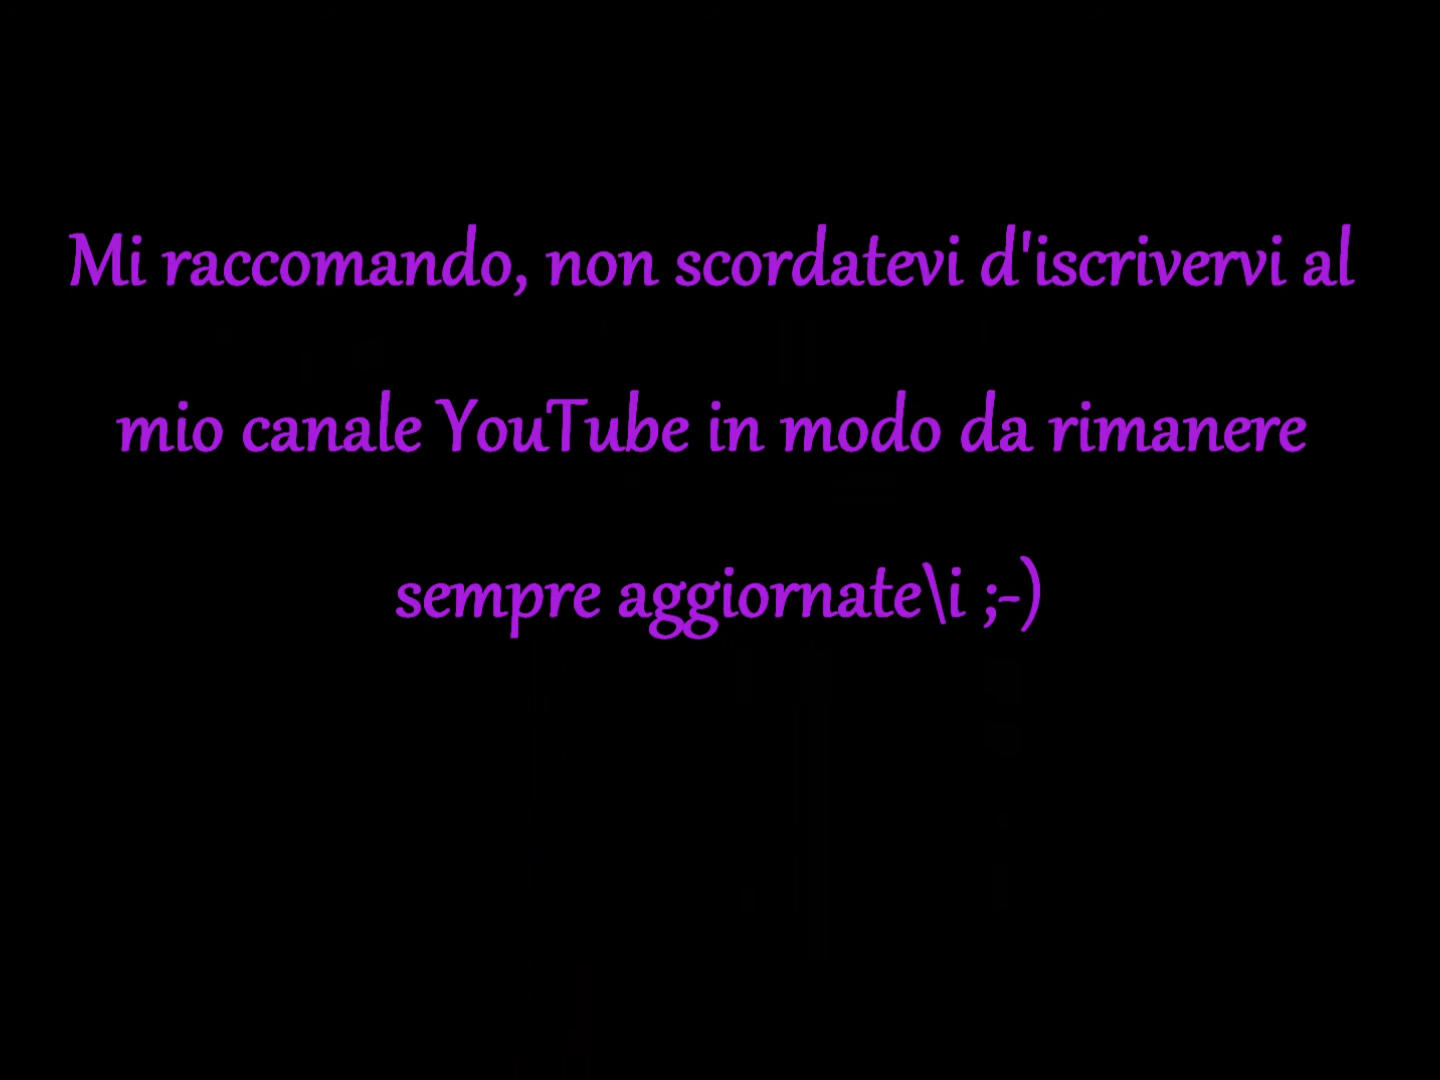 Mi raccomando, non scordatevi d'iscrivervi al
mio canale YouTube in modo da rimanere
sempre aggiornate\i ;-)